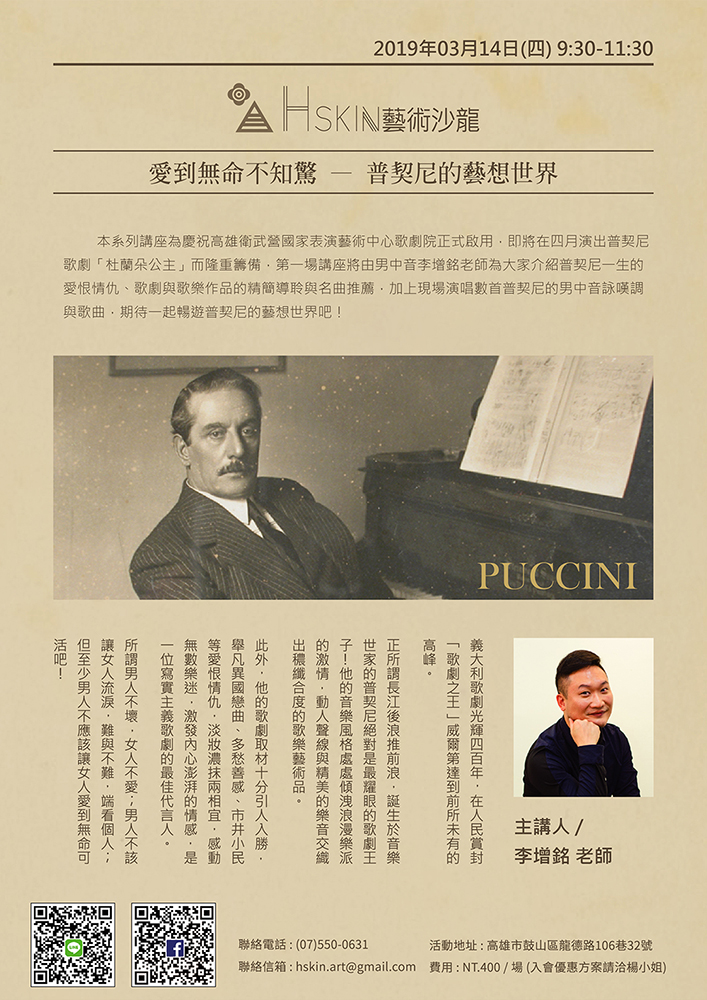 2019年03月14日(四) 9:30-11:30
HSKIN藝術沙龍
愛到無命不知驚 — 普契尼的藝想世界
本系列講座為慶祝高雄衛武營國家表演藝術中心歌劇院正式啟用，即將在四月演出普契尼
歌劇「杜蘭朵公主」而隆重籌備，第一場講座將由男中音李增銘老師為大家介紹普契尼一生的
愛恨情仇、歌劇與歌樂作品的精簡導聆與名曲推薦，加上現場演唱數首普契尼的男中音詠嘆調
與歌曲，期待一起暢遊普契尼的藝想世界吧！
PUCCINI
義大利歌劇光輝四百年，在人民賞封
「歌劇之王」威爾第達到前所未有的
高峰。
正所謂長江後浪推前浪，誕生於音樂
世家的普契尼絕對是最耀眼的歌劇王
子！他的音樂風格處處傾洩浪漫樂派
的激情，動人聲線與精美的樂音交織
出穠纖合度的歌樂藝術品。
此外，他的歌劇取材十分引人入勝，
舉凡異國戀曲、多愁善感、市井小民
等愛恨情仇，淡妝濃抹兩相宜，感動
無數樂迷，激發內心澎湃的情感，是
一位寫實主義歌劇的最佳代言人。
所謂男人不壞，女人不愛；男人不該
讓女人流淚，難與不難，端看個人；
但至少男人不應該讓女人愛到無命可
活吧！
主講人 /
李增銘 老師
LINE
聯絡電話 : (07)550-0631
聯絡信箱 : hskin.art@gmail.com
活動地址 : 高雄市鼓山區龍德路106巷32號
費用 : NT.400 / 場 (入會優惠方案請洽楊小姐)